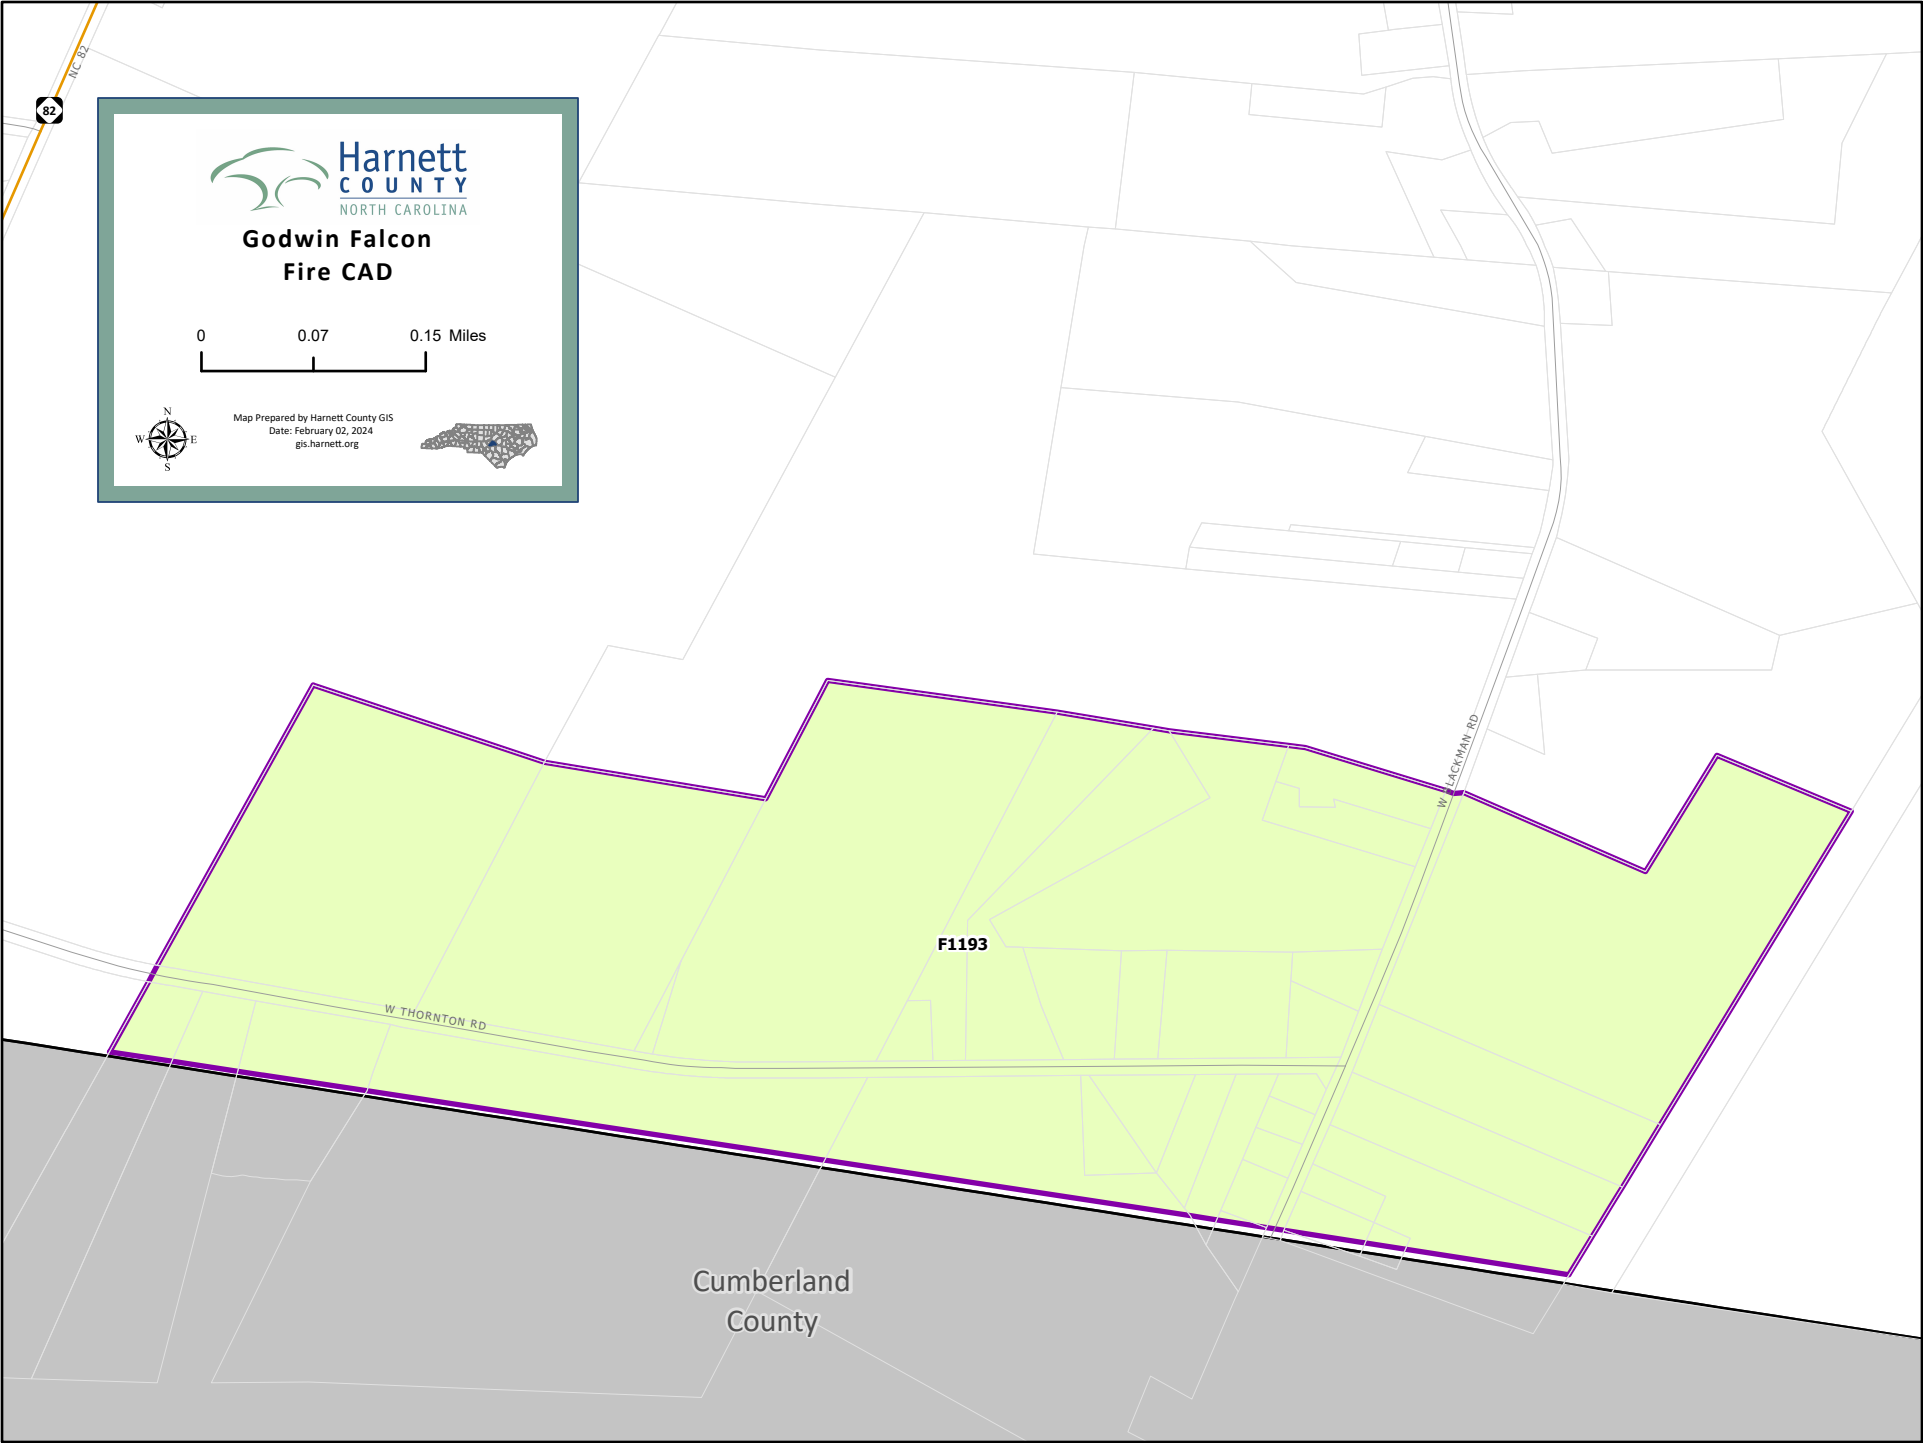 NC 82
82
Harnett
COUNTY
NORTH CAROLINA
Godwin Falcon
Fire CAD
0 0.07 0.15 Miles
N
W E
S
Map Prepared by Harnett County GIS
Date: February 02, 2024
gis.harnett.org
W BLACKMAN RD
F1193
W THORNTON RD
Cumberland
County